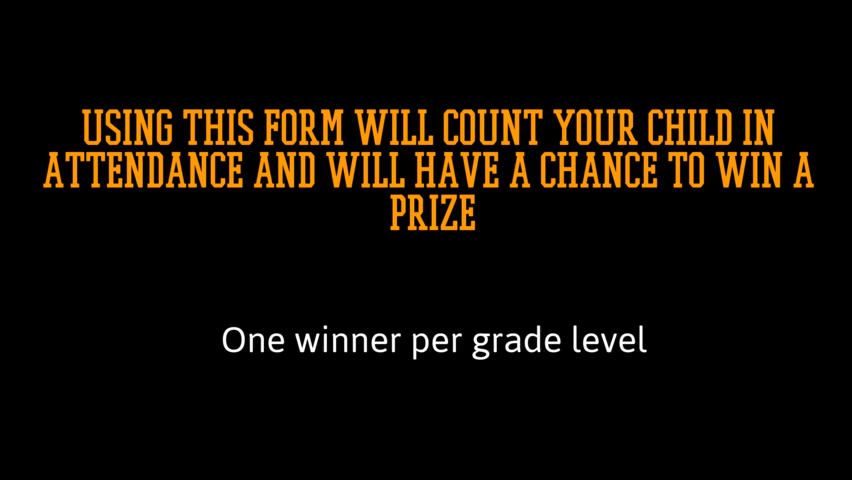 USING THIS FORM WILL COUNT YOUR CHILD IN
ATTENDANCE AND WILL HAVE A CHANCE TO WIN A
PRIZE
One winner per grade level